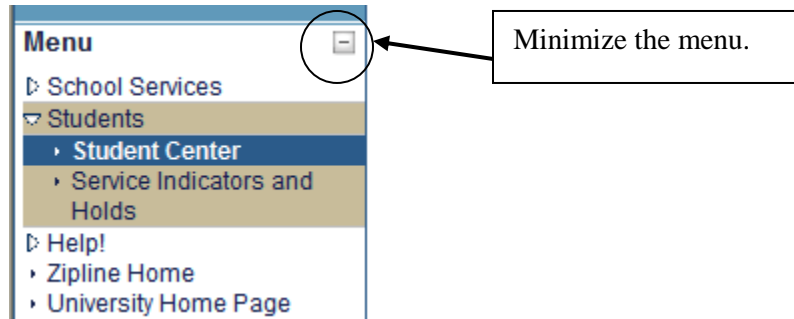 Menu
Minimize the menu.
School Services
Students
Student Center
Service Indicators and
Holds
Help!
Zipline Home
University Home Page